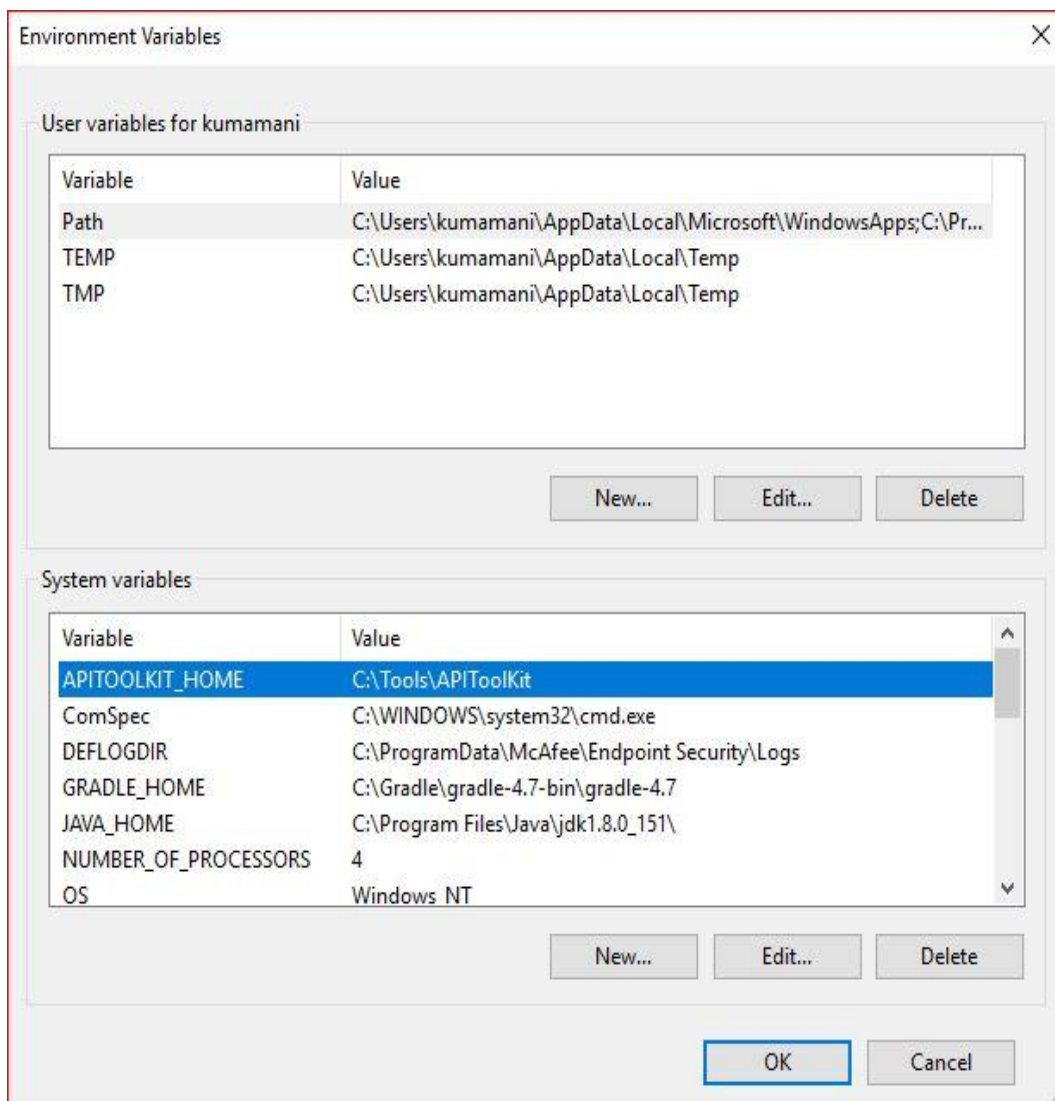 Environment Variables
User variables for kumamani
Variable Value
Path C:\Users\kumamani\AppData\Local\Microsoft\WindowsApps;C:\Pr...
TEMP C:\Users\kumamani\AppData\Local\Temp
TMP C:\Users\kumamani\AppData\Local\Temp
New... Edit... Delete
System variables
Variable Value
APITOOLKIT_HOME C:\Tools\APIToolKit
ComSpec C:\WINDOWS\system32\cmd.exe
DEFLOGDIR C:\ProgramData\McAfee\Endpoint Security\Logs
GRADLE_HOME C:\Gradle\gradle-4.7-bin\gradle-4.7
JAVA_HOME C:\Program Files\Java\jdk1.8.0_151\
NUMBER_OF_PROCESSORS 4
OS Windows_NT
New... Edit... Delete
OK Cancel